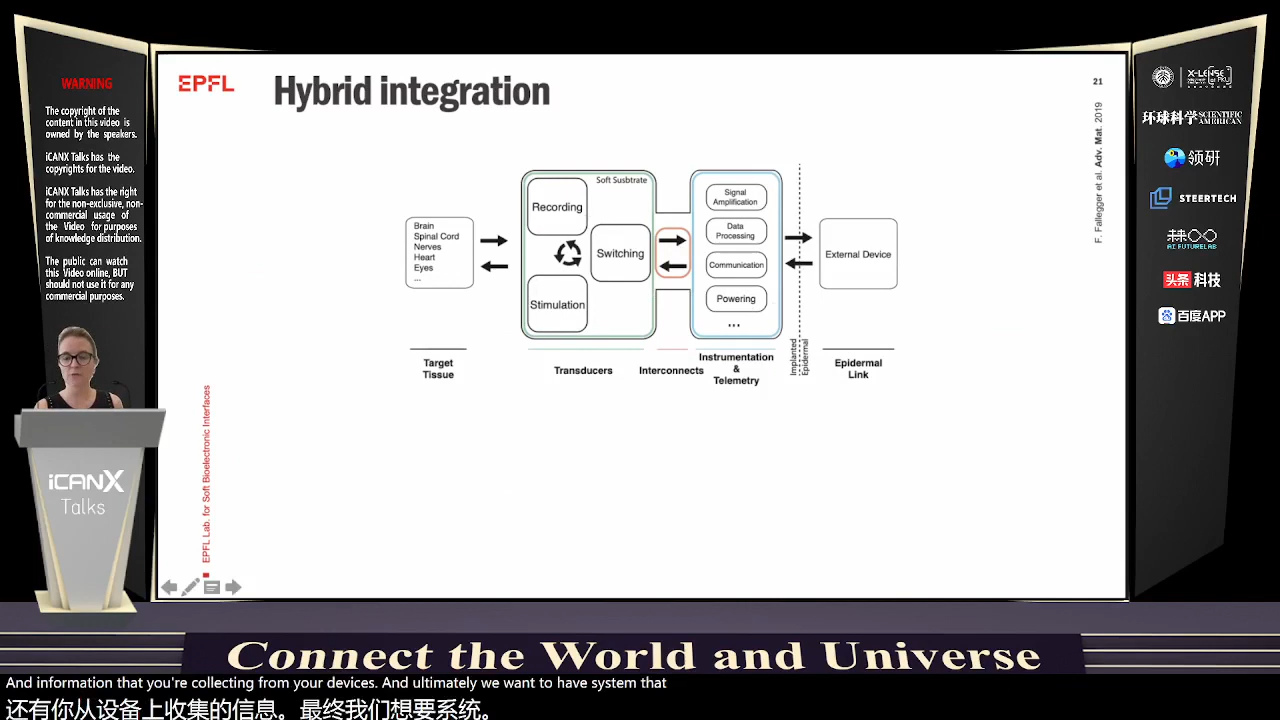 WARNING
The copyright of the
content in this video is
owned by the speakers.
iCANX Talks has the
copyrights for the video.
iCANX Talks has the right
for the non-exclusive, non-
commercial usage of
the Video for purposes
of knowledge distribution.
The public can watch
this Video online, BUT
should not use it for any
commercial purposes.
EPFL
Hybrid integration
21
F. Fallegger et al. Adv. Mat. 2019
Brain
Spinal Cord
Nerves
Heart
Eyes
...
Soft Susbtrate
Recording
Switching
Stimulation
Signal
Amplification
Data
Processing
Communication
Powering
...
External Device
Implanted
Epidermal
Target
Tissue
Transducers
Interconnects
Instrumentation
&
Telemetry
Epidermal
Link
EPFL Lab. for Soft Bioelectronic Interfaces
iCANX
Talks
环球科学 SCIENTIFIC AMERICAN
领研
STEERTECH
AI FUTURELAB
头条 科技
百度APP
Connect the World and Universe
And information that you're collecting from your devices. And ultimately we want to have system that
还有你从设备上收集的信息。最终我们想要系统。